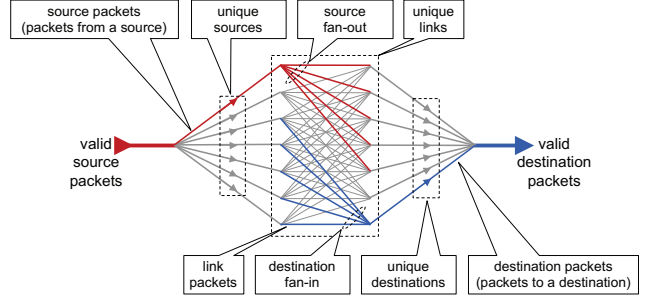 source packets
(packets from a source)
unique
sources
source
fan-out
unique
links
valid
source
packets
valid
destination
packets
link
packets
destination
fan-in
unique
destinations
destination packets
(packets to a destination)